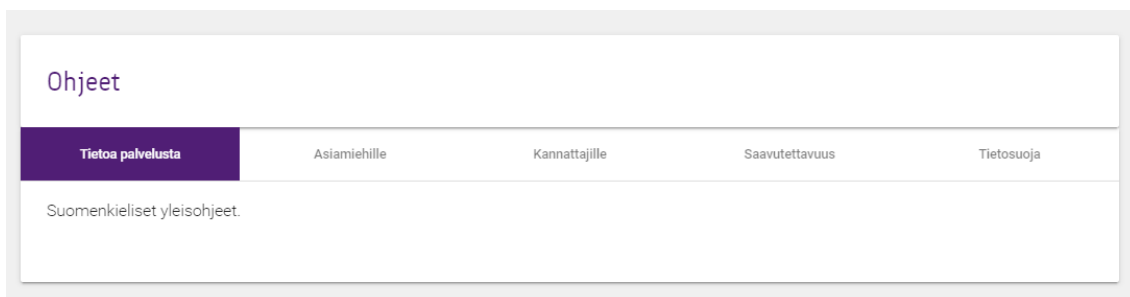 Ohjeet
Tietoa palvelusta Asiamiehille Kannattajille Saavutettavuus Tietosuoja
Suomenkieliset yleisohjeet.